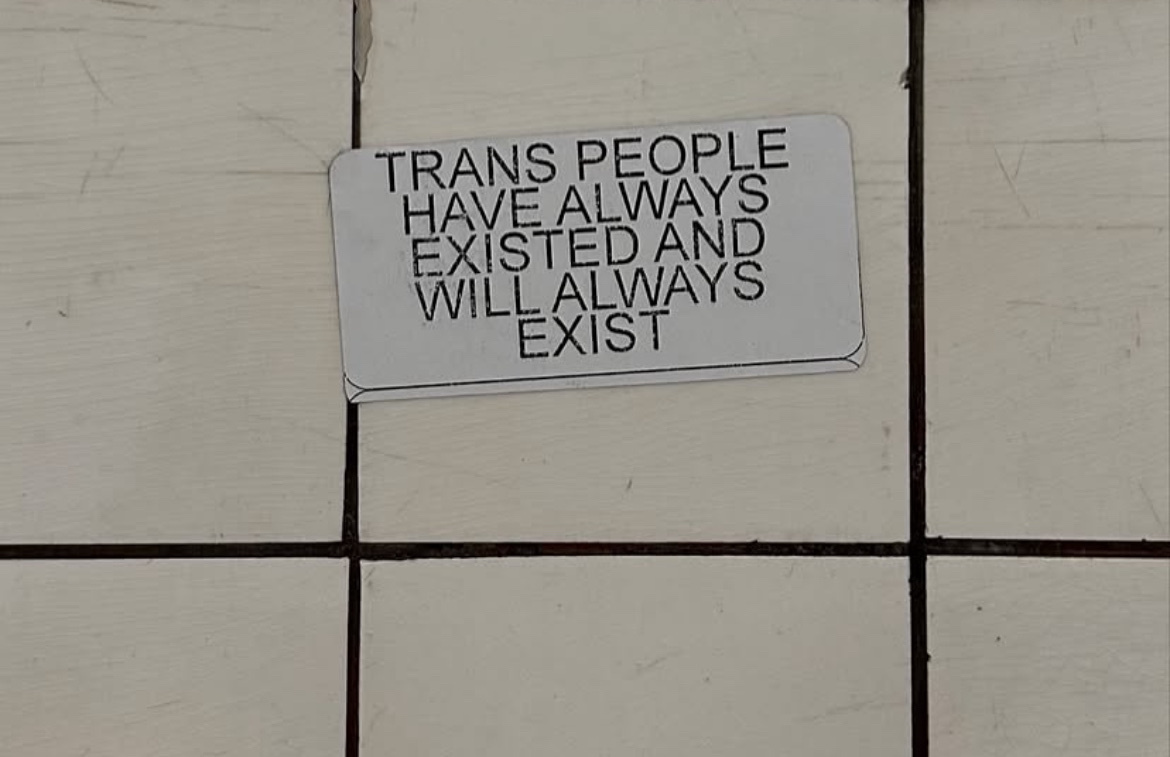 TRANS PEOPLE
HAVE ALWAYS
EXISTED AND
WILL ALWAYS
EXIST